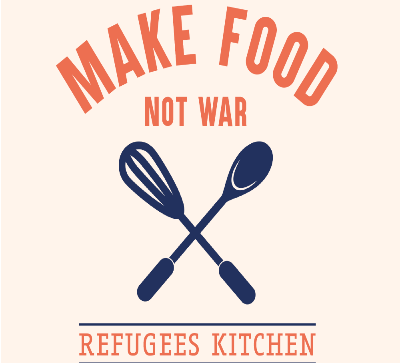 MAKE FOOD
NOT WAR
REFUGEES KITCHEN